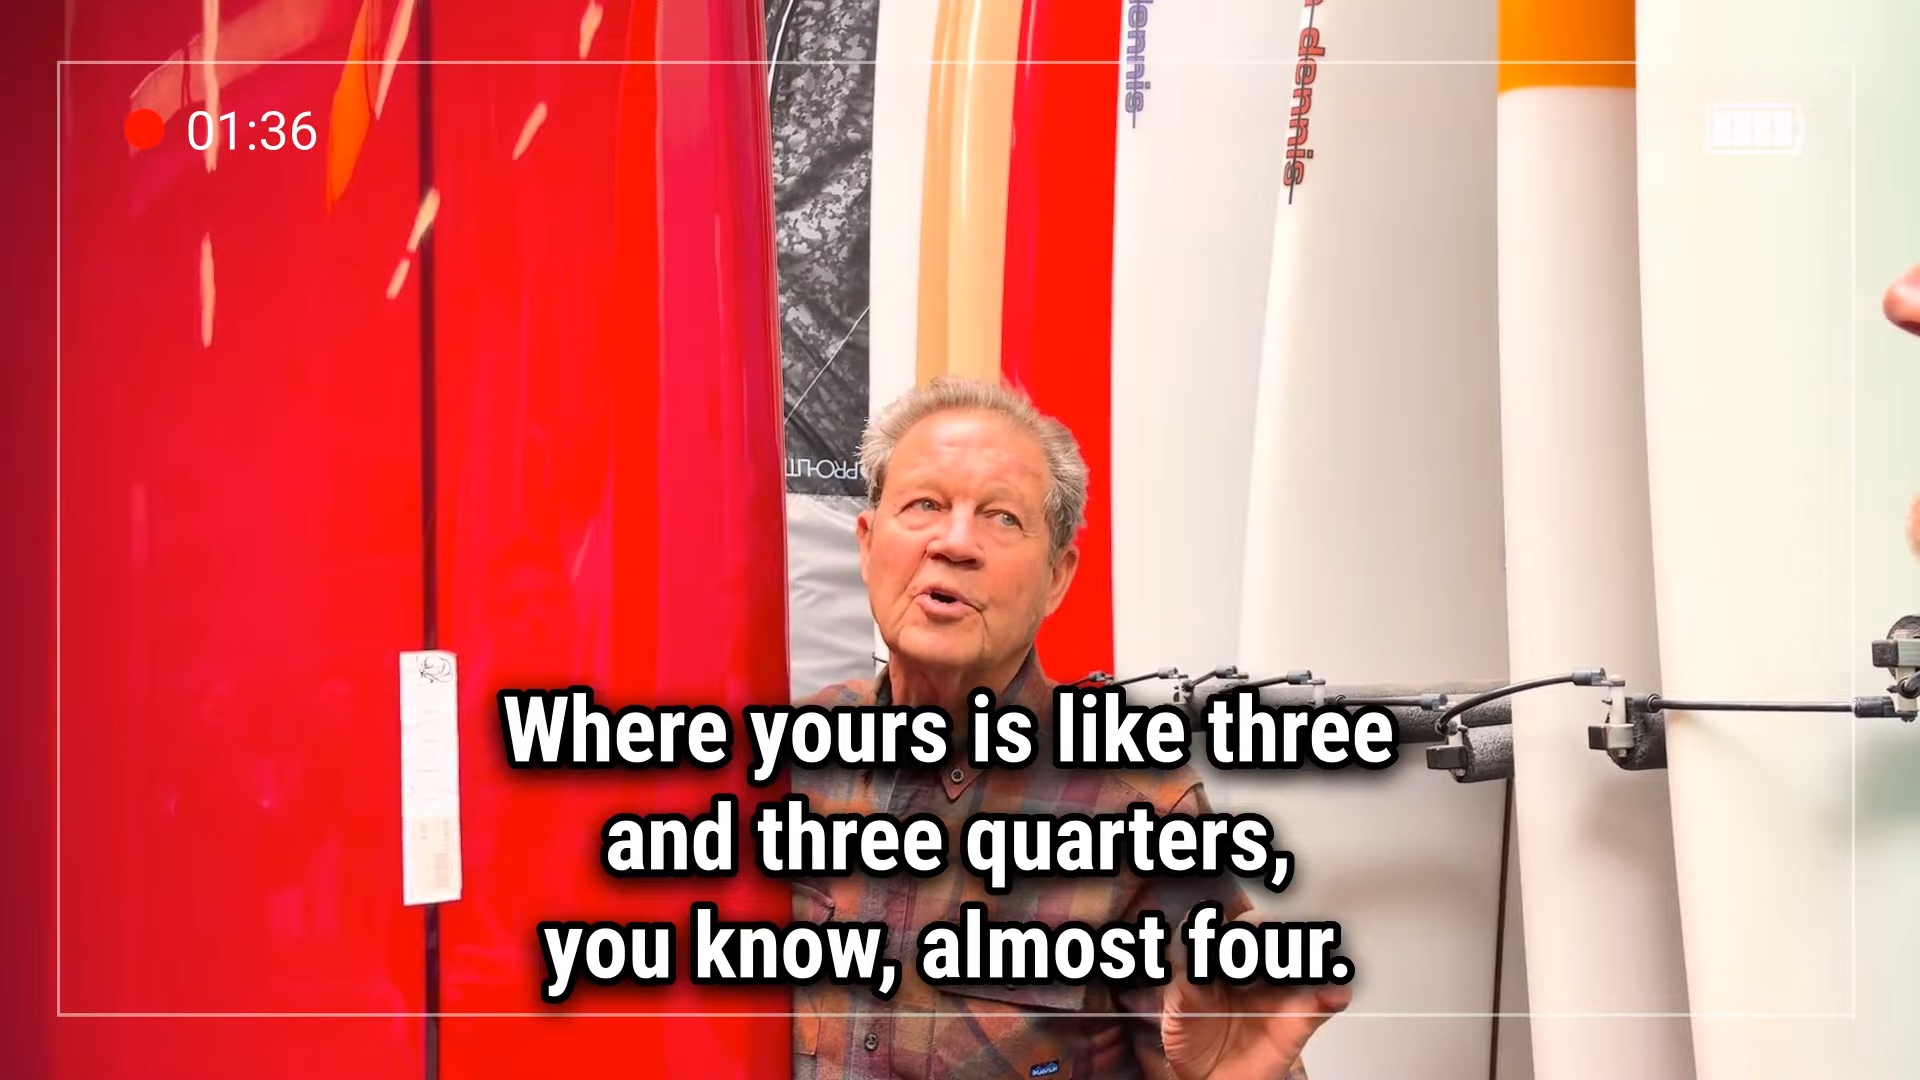 dennis
dennis
01:36
PRO-LITE
Where yours is like three
and three quarters,
you know, almost four.